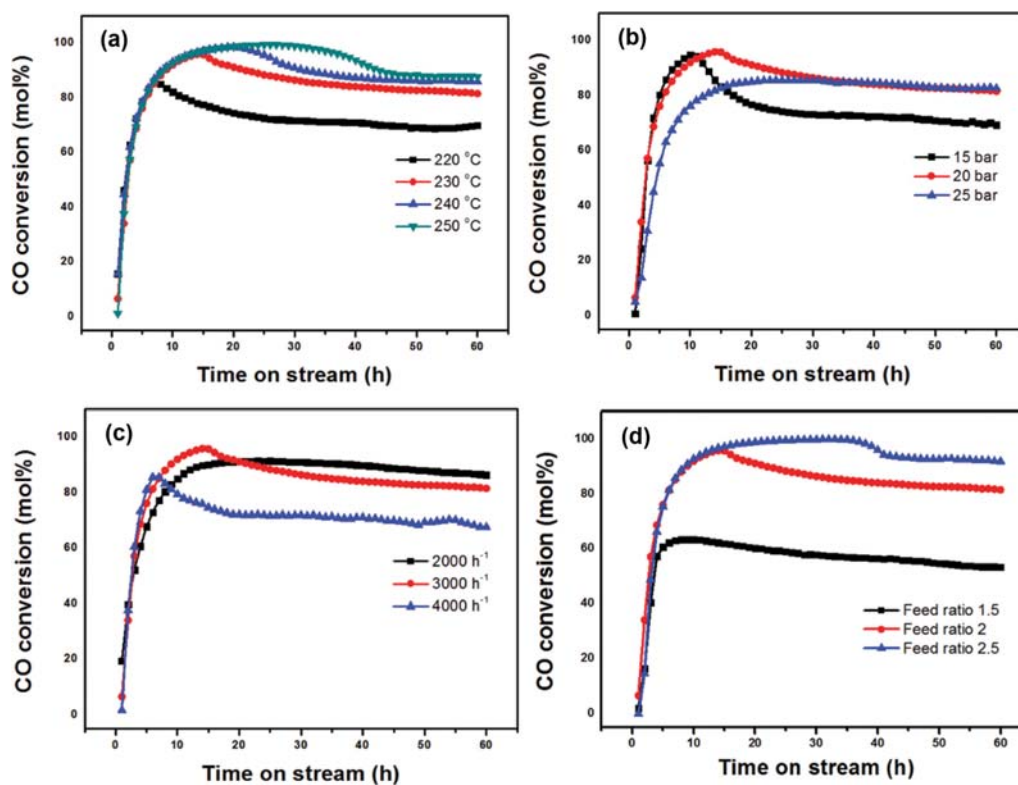 (a)
CO conversion (mol%)
100
80
60
40
20
0
220 °C
230 °C
240 °C
250 °C
0 10 20 30 40 50 60
Time on stream (h)
(b)
CO conversion (mol%)
100
80
60
40
20
0
15 bar
20 bar
25 bar
0 10 20 30 40 50 60
Time on stream (h)
(c)
CO conversion (mol%)
100
80
60
40
20
0
2000 h⁻¹
3000 h⁻¹
4000 h⁻¹
0 10 20 30 40 50 60
Time on stream (h)
(d)
CO conversion (mol%)
100
80
60
40
20
0
Feed ratio 1.5
Feed ratio 2
Feed ratio 2.5
0 10 20 30 40 50 60
Time on stream (h)